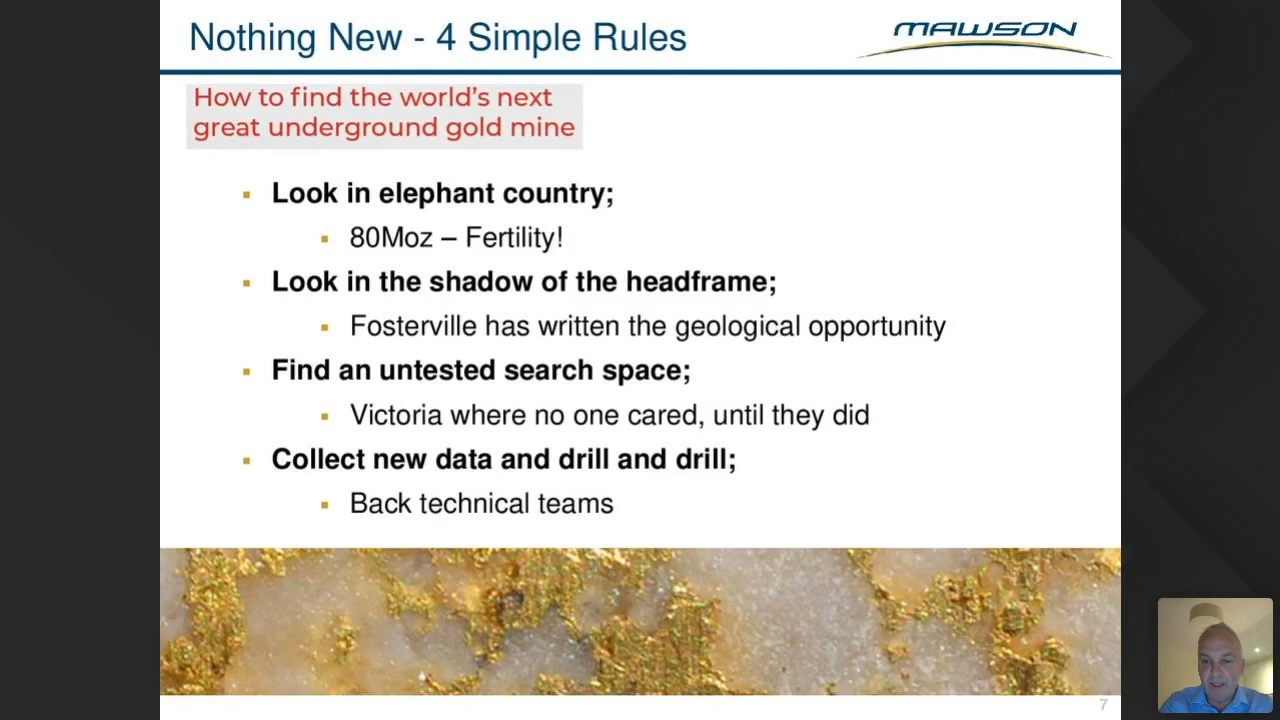 Nothing New - 4 Simple Rules
MAWSON
How to find the world's next
great underground gold mine
▪ Look in elephant country;
▪ 80Moz – Fertility!
▪ Look in the shadow of the headframe;
▪ Fosterville has written the geological opportunity
▪ Find an untested search space;
▪ Victoria where no one cared, until they did
▪ Collect new data and drill and drill;
▪ Back technical teams
7